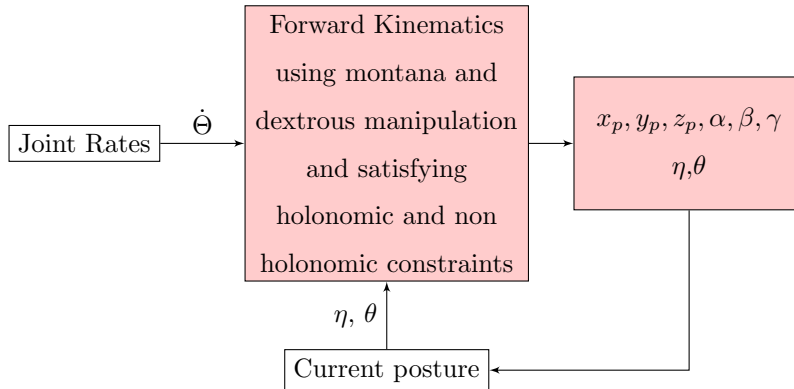 Joint Rates
Θ̇
Forward Kinematics
using montana and
dextrous manipulation
and satisfying
holonomic and non
holonomic constraints
x_p, y_p, z_p, α, β, γ
η,θ
η, θ
Current posture